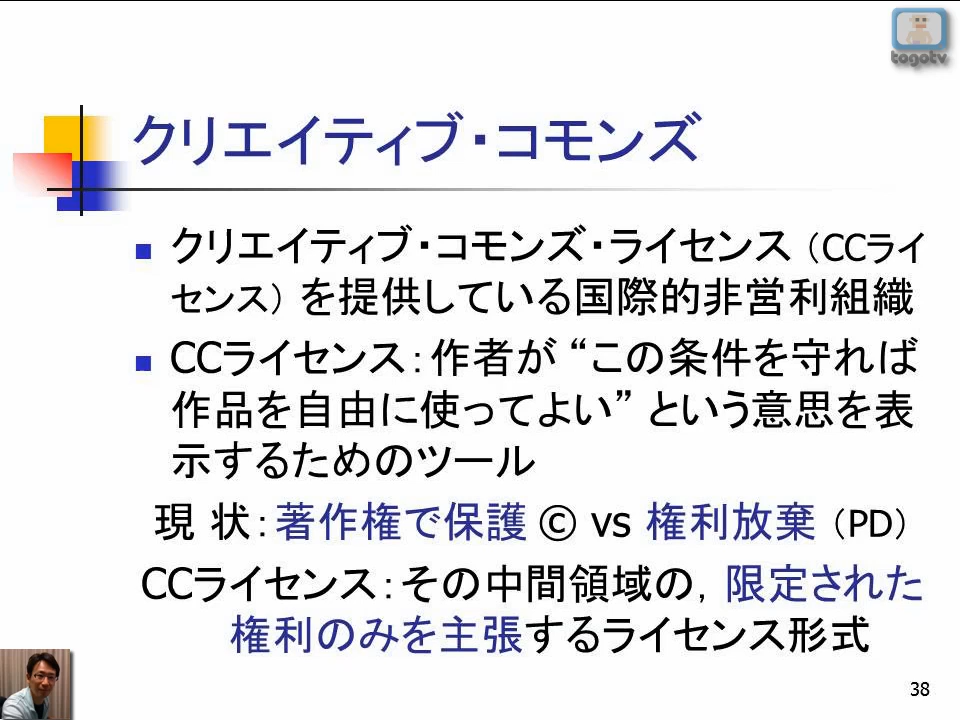 togotv
クリエイティブ・コモンズ
クリエイティブ・コモンズ・ライセンス（CCライ
センス）を提供している国際的非営利組織
CCライセンス：作者が “この条件を守れば
作品を自由に使ってよい” という意思を表
示するためのツール
現 状：著作権で保護 © vs 権利放棄（PD）
CCライセンス：その中間領域の，限定された
権利のみを主張するライセンス形式
38